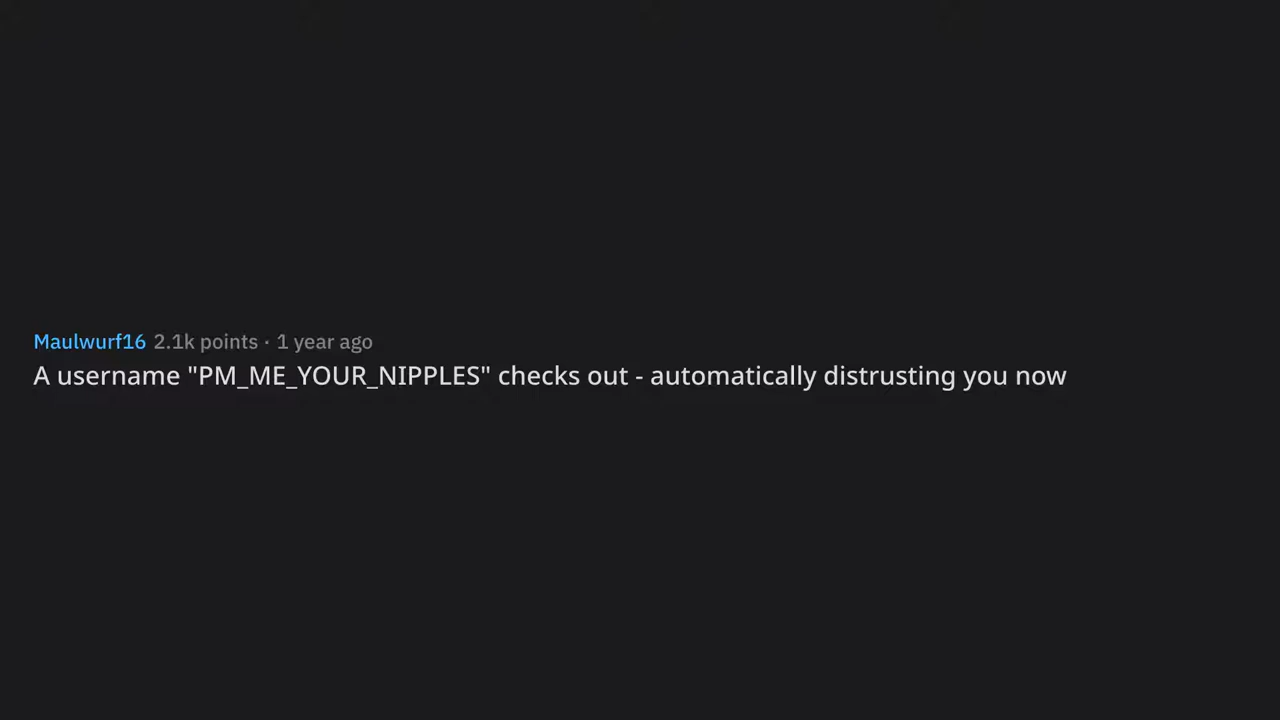 Maulwurf16 2.1k points · 1 year ago
A username "PM_ME_YOUR_NIPPLES" checks out - automatically distrusting you now